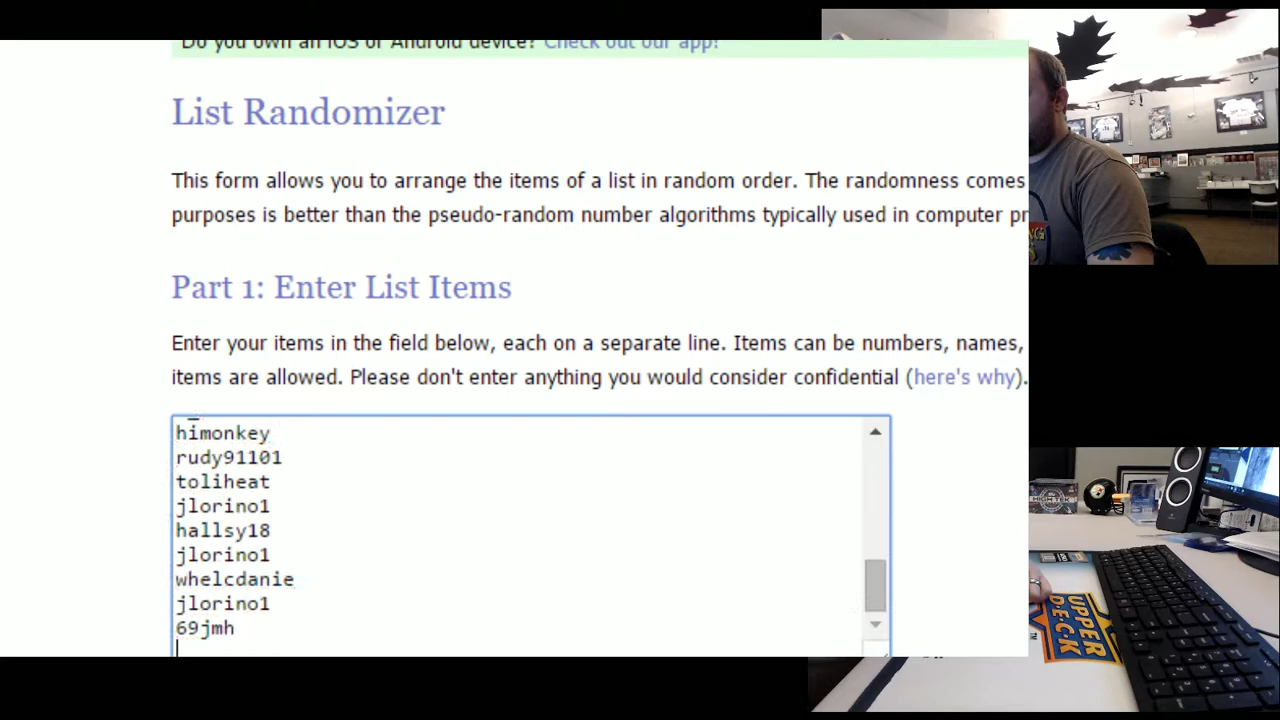 Do you own an iOS or Android device? Check out our app!
List Randomizer
This form allows you to arrange the items of a list in random order. The randomness comes
purposes is better than the pseudo-random number algorithms typically used in computer pr
Part 1: Enter List Items
Enter your items in the field below, each on a separate line. Items can be numbers, names,
items are allowed. Please don't enter anything you would consider confidential (here's why).
himonkey
rudy91101
toliheat
jlorino1
hallsy18
jlorino1
whelcdanie
jlorino1
69jmh
HIGH TEK
UPPER
DECK